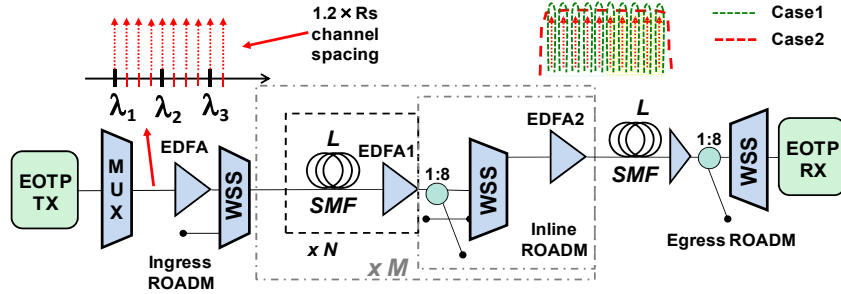 1.2 × Rs
channel
spacing
Case1
Case2
λ1 λ2 λ3
EOTP
TX
MUX
EDFA
WSS
Ingress
ROADM
L
SMF
EDFA1
x N
x M
1:8
WSS
EDFA2
Inline
ROADM
L
SMF
1:8
WSS
EOTP
RX
Egress ROADM